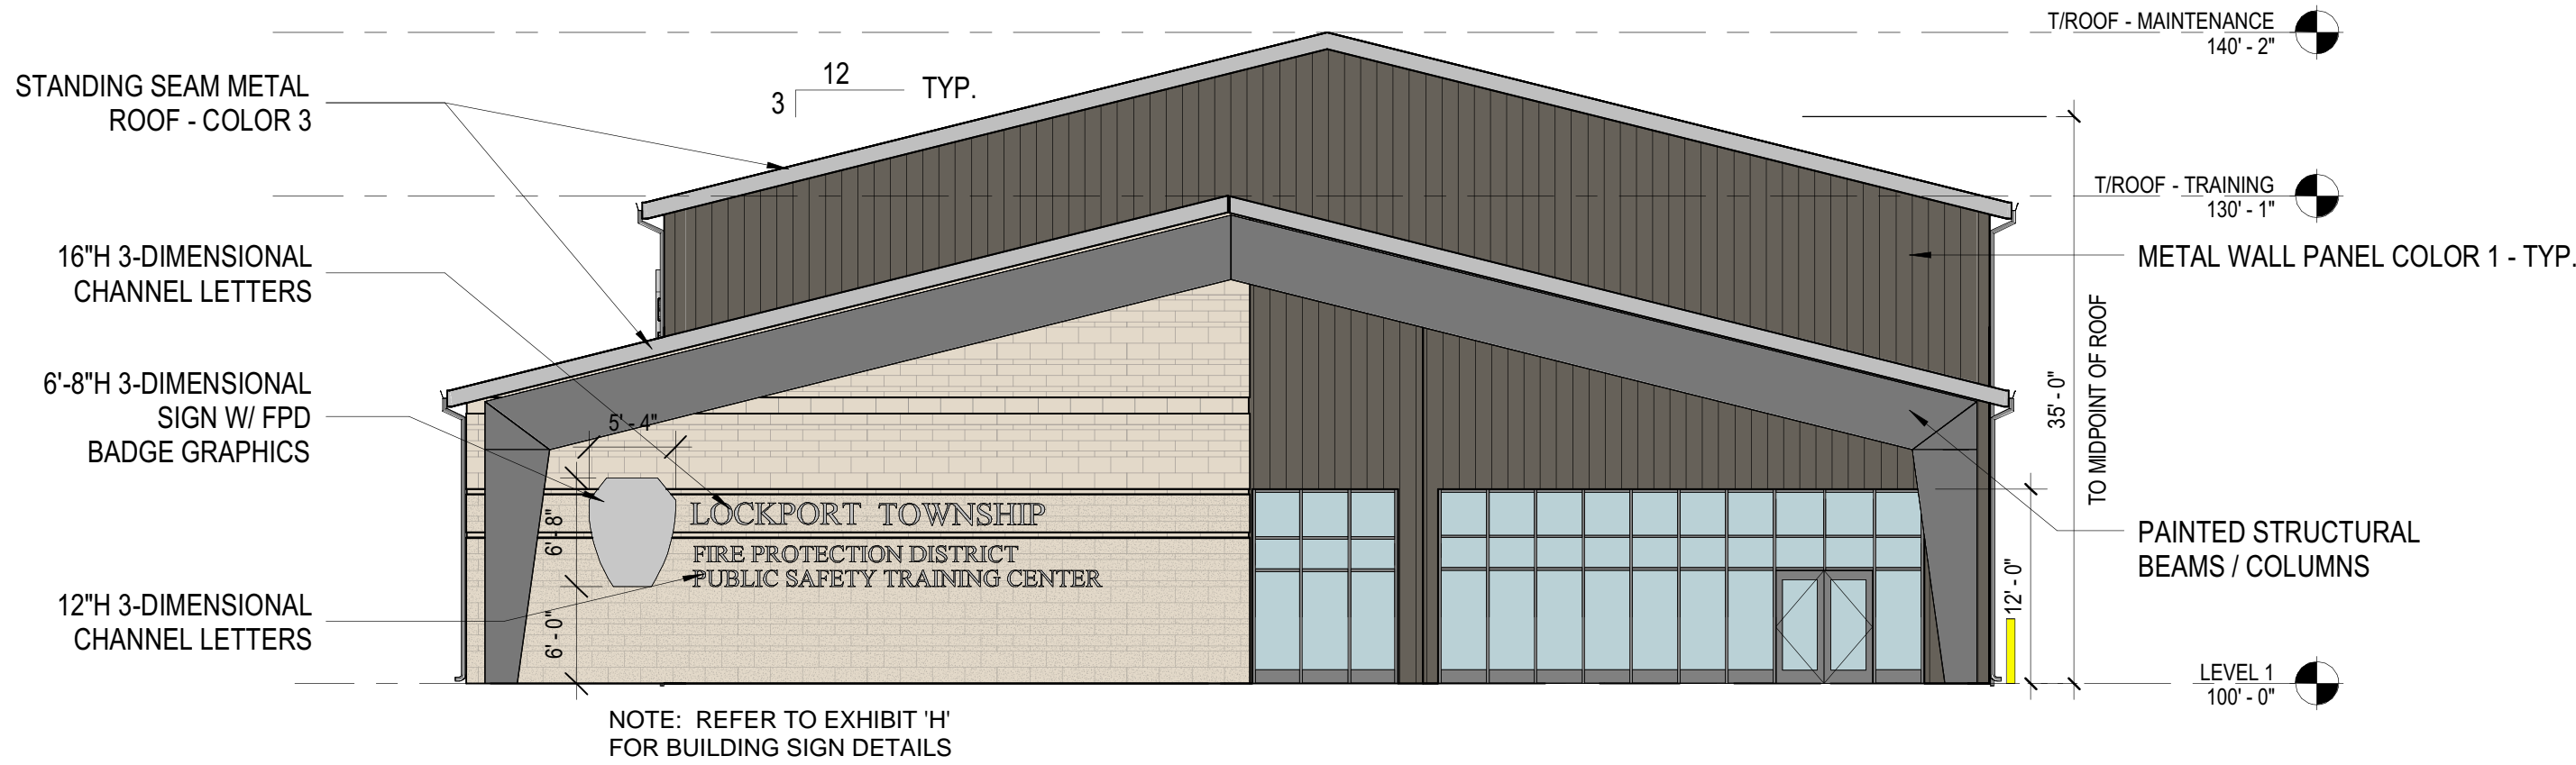 T/ROOF - MAINTENANCE
140' - 2"
STANDING SEAM METAL
ROOF - COLOR 3
12
3
TYP.
T/ROOF - TRAINING
130' - 1"
16"H 3-DIMENSIONAL
CHANNEL LETTERS
METAL WALL PANEL COLOR 1 - TYP.
6'-8"H 3-DIMENSIONAL
SIGN W/ FPD
BADGE GRAPHICS
5' - 4"
35' - 0"
TO MIDPOINT OF ROOF
6' - 8"
LOCKPORT TOWNSHIP
FIRE PROTECTION DISTRICT
PUBLIC SAFETY TRAINING CENTER
PAINTED STRUCTURAL
BEAMS / COLUMNS
12"H 3-DIMENSIONAL
CHANNEL LETTERS
6' - 0"
12' - 0"
LEVEL 1
100' - 0"
NOTE: REFER TO EXHIBIT 'H'
FOR BUILDING SIGN DETAILS